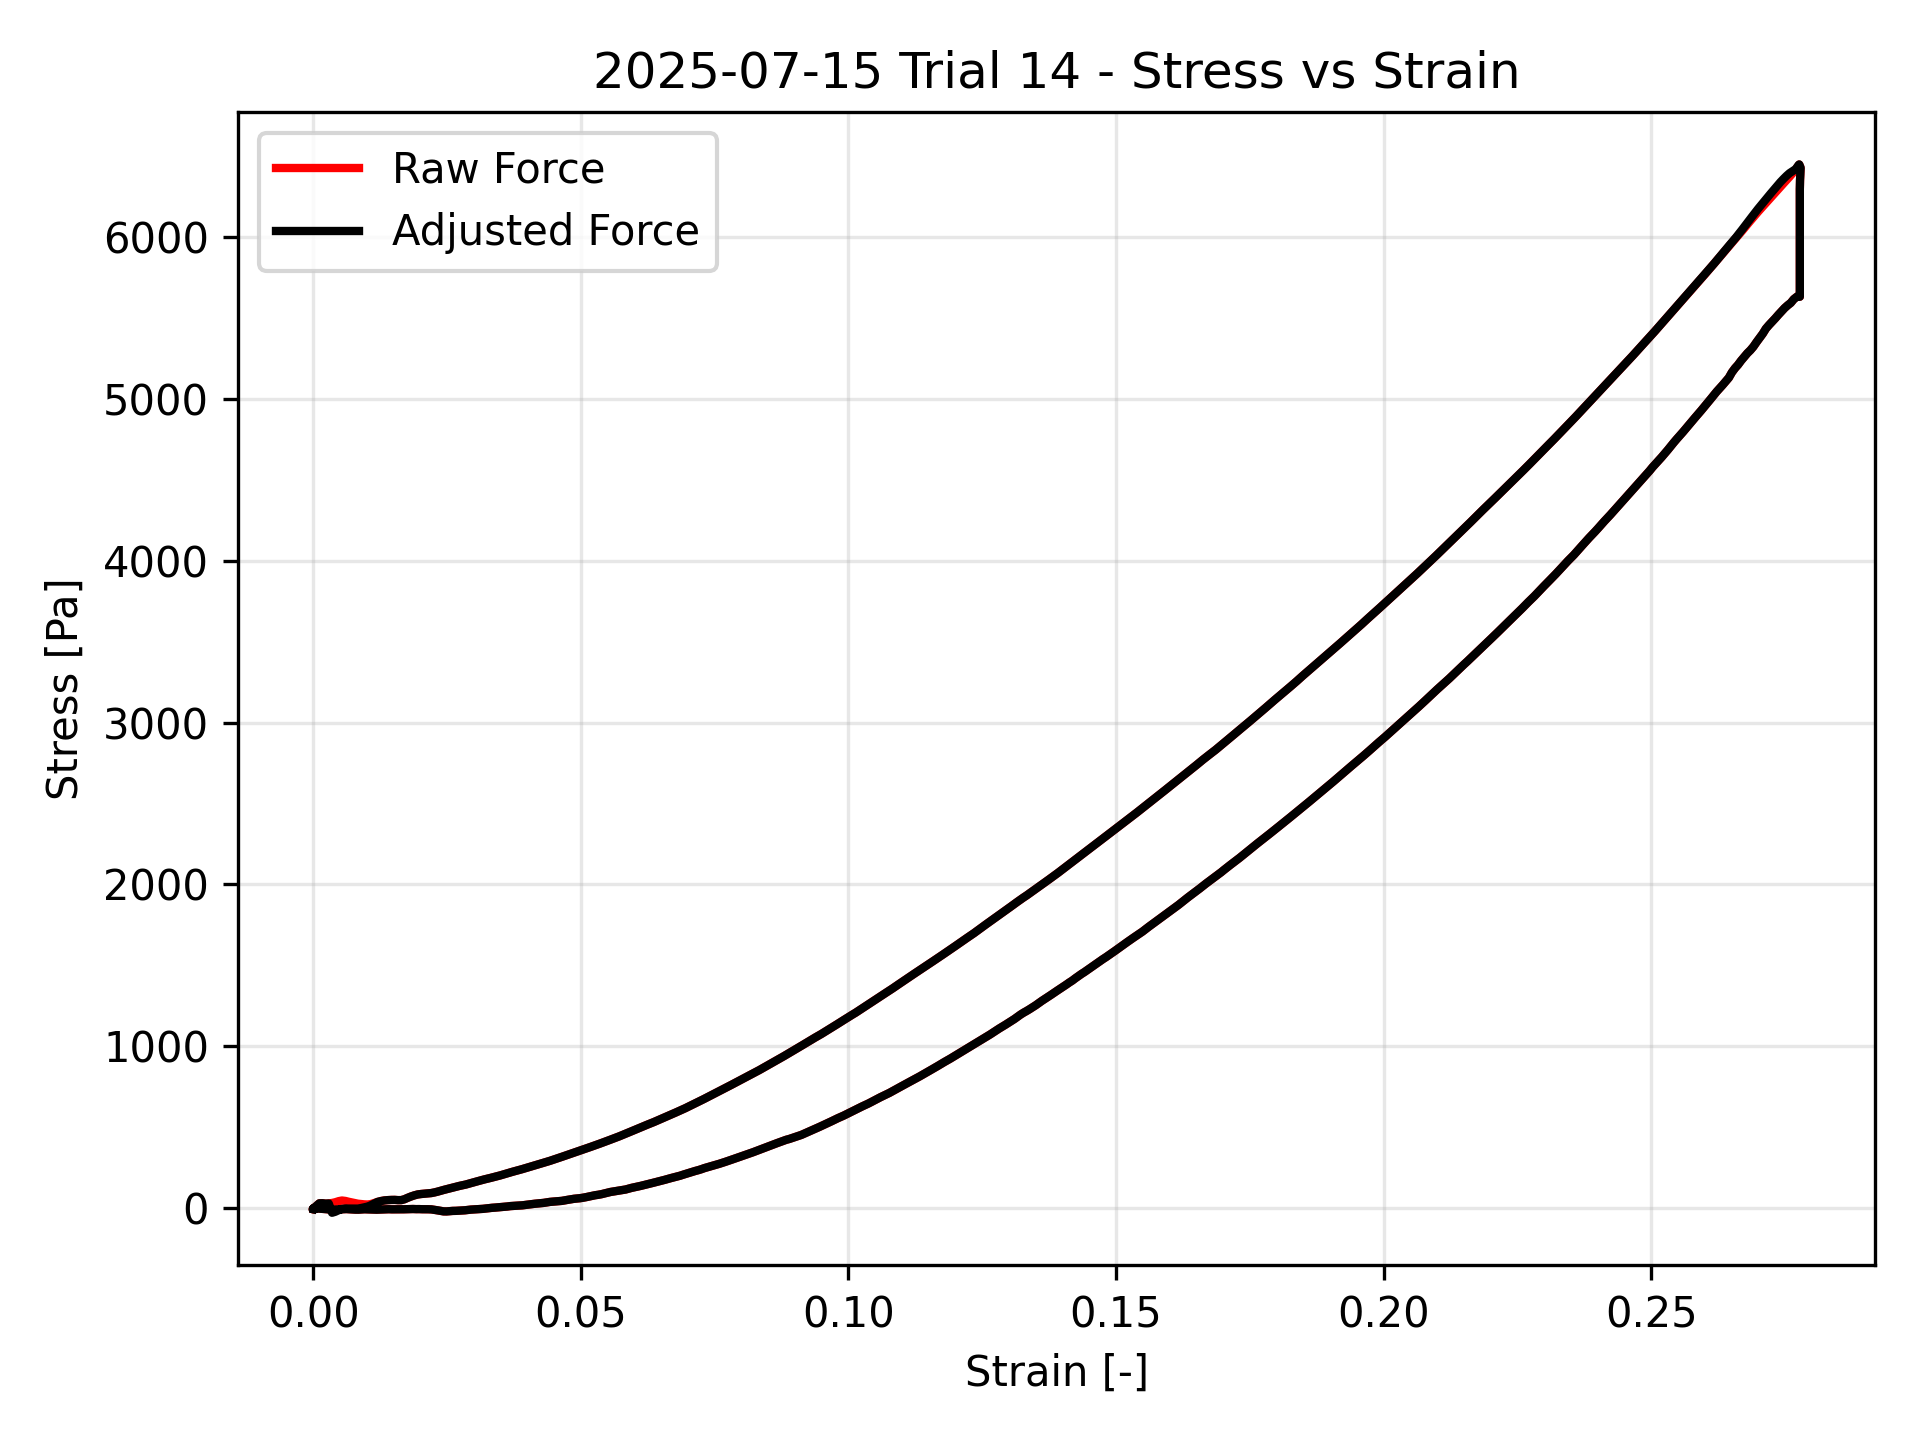 2025-07-15 Trial 14 - Stress vs Strain
Raw Force
Adjusted Force
Stress [Pa]
6000
5000
4000
3000
2000
1000
0
0.00 0.05 0.10 0.15 0.20 0.25
Strain [-]